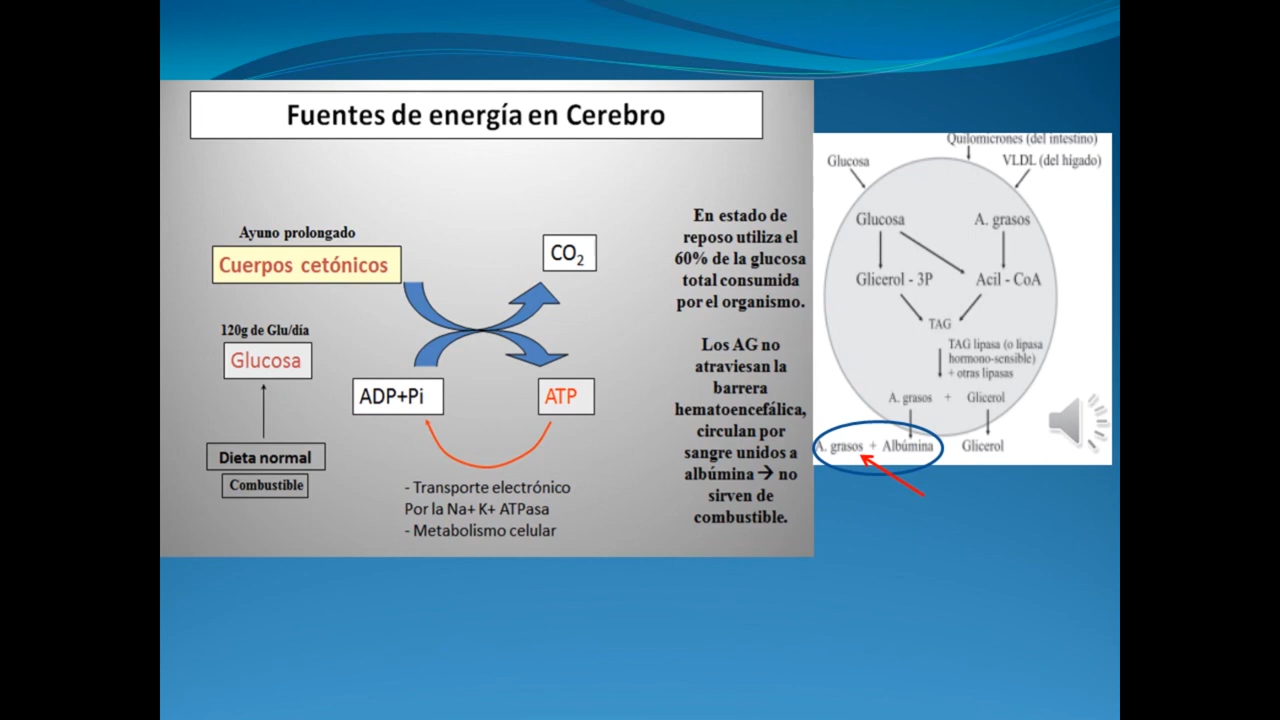 Fuentes de energía en Cerebro
Ayuno prolongado
Cuerpos cetónicos
CO2
120g de Glu/día
Glucosa
ADP+Pi
ATP
Dieta normal
Combustible
- Transporte electrónico
Por la Na+ K+ ATPasa
- Metabolismo celular
En estado de
reposo utiliza el
60% de la glucosa
total consumida
por el organismo.
Los AG no
atraviesan la
barrera
hematoencefálica,
circulan por
sangre unidos a
albúmina → no
sirven de
combustible.
Quilomicrones (del intestino)
Glucosa
VLDL (del hígado)
Glucosa
A. grasos
Glicerol - 3P
Acil - CoA
TAG
TAG lipasa (o lipasa
hormono-sensible)
+ otras lipasas
A. grasos + Glicerol
A. grasos + Albúmina
Glicerol